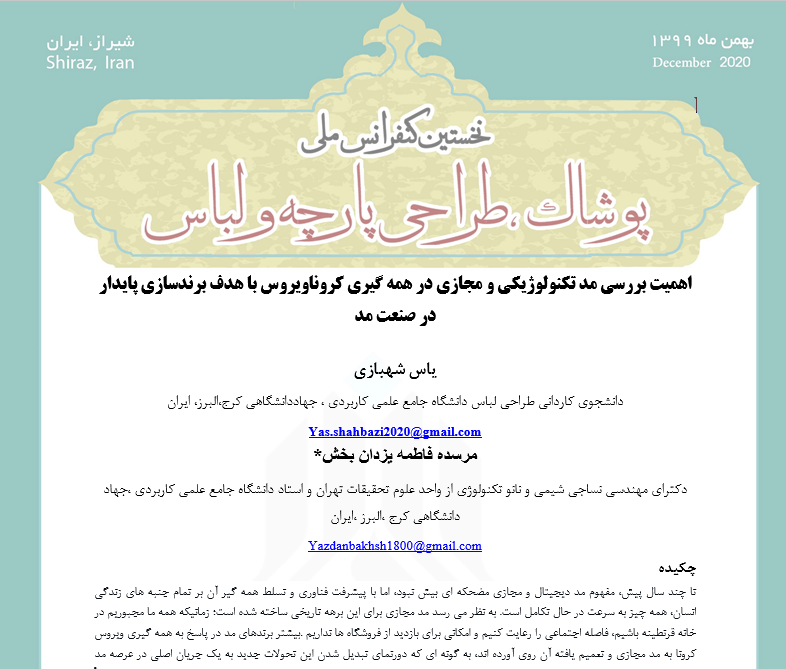 بهمن ماه ۱۳۹۹
December 2020
شیراز، ایران
Shiraz, Iran
نخستین کنفرانس ملی
پوشاک، طراحی پارچه و لباس
اهمیت بررسی مد تکنولوژیکی و مجازی در همه گیری کروناویروس با هدف برندسازی پایدار
در صنعت مد
یاس شهبازی
دانشجوی کاردانی طراحی لباس دانشگاه جامع علمی کاربردی ، جهاددانشگاهی کرج،البرز، ایران
Yas.shahbazi2020@gmail.com
مرسده فاطمه یزدان بخش*
دکترای مهندسی نساجی شیمی و نانو تکنولوژی از واحد علوم تحقیقات تهران و استاد دانشگاه جامع علمی کاربردی ،جهاد
دانشگاهی کرج ،البرز ،ایران
Yazdanbakhsh1800@gmail.com
چکیده
تا چند سال پیش، مفهوم مد دیجیتال و مجازی مضحکه ای بیش نبود، اما با پیشرفت فناوری و تسلط همه گیر آن بر تمام جنبه های زندگی
انسان، همه چیز به سرعت در حال تکامل است. به نظر می رسد مد مجازی برای این برهه تاریخی ساخته شده است؛ زمانیکه همه ما مجبوریم در
خانه قرنطینه باشیم، فاصله اجتماعی را رعایت کنیم و امکانی برای بازدید از فروشگاه ها نداریم .بیشتر برندهای مد در پاسخ به همه گیری ویروس
کرونا به مد مجازی و تعمیم یافته آن روی آورده اند، به گونه ای که دورنمای تبدیل شدن این تحولات جدید به یک جریان اصلی در عرصه مد